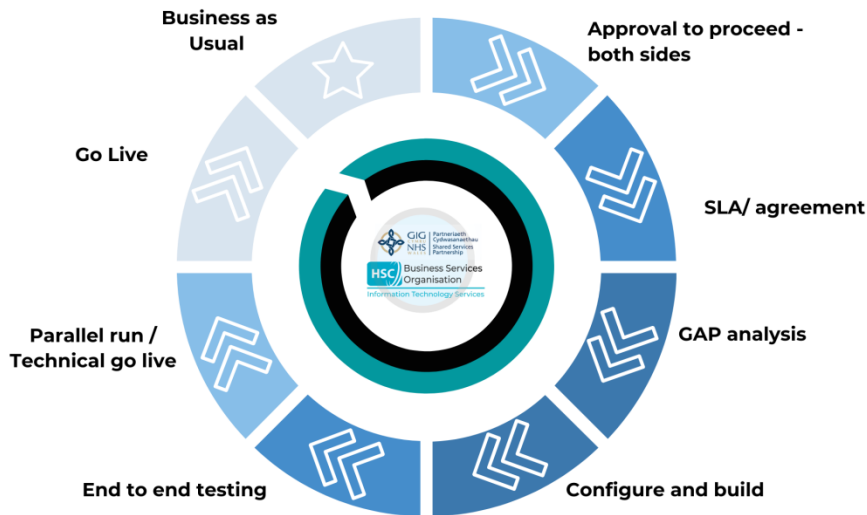 Business as
Usual
Approval to proceed -
both sides
Go Live
SLA/ agreement
GIG
CYMRU
NHS
WALES
Partneriaeth
Cydwasanaethau
Shared Services
Partnership
HSC
Business Services
Organisation
Information Technology Services
Parallel run /
Technical go live
GAP analysis
End to end testing
Configure and build